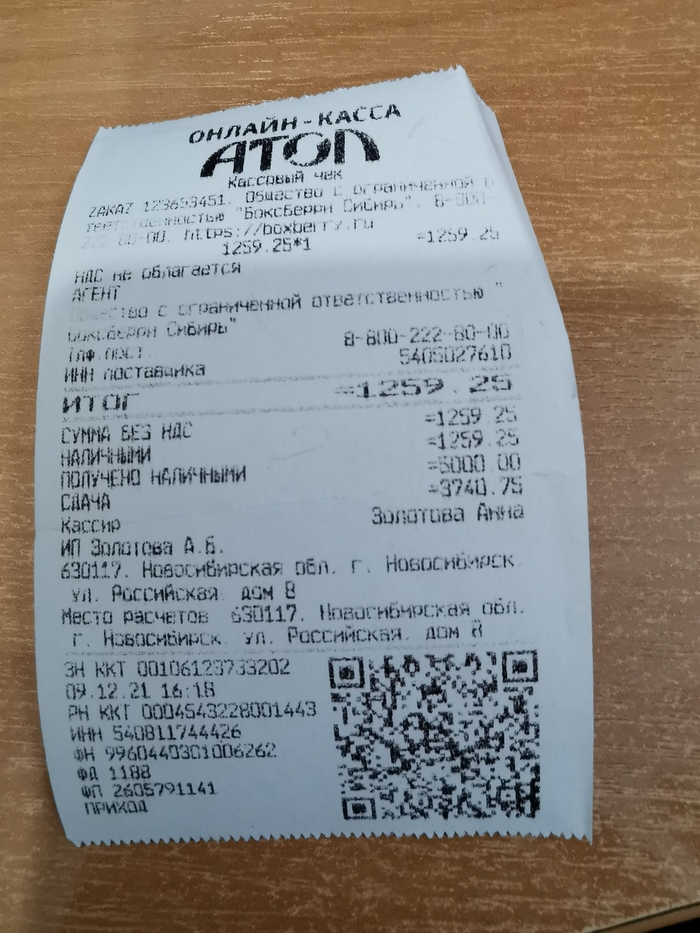 ОНЛАЙН-КАССА
АТОЛ
Кассовый чек
ZAKAZ 123693451. Общество с ограниченной о
тветственностью "Боксберри Сибирь". 8-800-
222-80-00. https://boxberry.ru
1259.25*1 =1259.25
НДС не облагается
АГЕНТ
Общество с ограниченной ответственностью "
Боксберри Сибирь"
Тлф.пост. 8-800-222-80-00
ИНН поставщика 5405027610
ИТОГ =1259.25
СУММА БЕЗ НДС =1259.25
НАЛИЧНЫМИ =1259.25
ПОЛУЧЕНО НАЛИЧНЫМИ =5000.00
СДАЧА =3740.75
Кассир Золотова Анна
ИП Золотова А.Б.
630117. Новосибирская обл. г. Новосибирск
ул. Российская. дом 8
Место расчетов 630117. Новосибирская обл.
г. Новосибирск. ул. Российская. дом 8
ЗН ККТ 00106123733202
09.12.21 16:18
РН ККТ 0004543228001443
ИНН 540811744426
ФН 9960440301006262
ФД 1188
ФП 2605791141
ПРИХОД